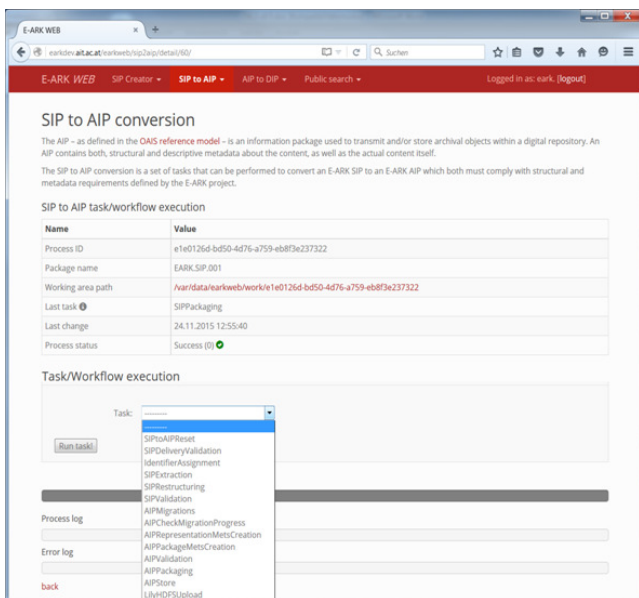 E-ARK WEB
earkdev.ait.ac.at/earkweb/sip2aip/detail/60/
Suchen
E-ARK WEB SIP Creator SIP to AIP AIP to DIP Public search Logged in as: eark. [logout]
SIP to AIP conversion
The AIP – as defined in the OAIS reference model – is an information package used to transmit and/or store archival objects within a digital repository. An
AIP contains both, structural and descriptive metadata about the content, as well as the actual content itself.
The SIP to AIP conversion is a set of tasks that can be performed to convert an E-ARK SIP to an E-ARK AIP which both must comply with structural and
metadata requirements defined by the E-ARK project.
SIP to AIP task/workflow execution
Name Value
Process ID e1e0126d-bd50-4d76-a759-eb8f3e237322
Package name EARK.SIP.001
Working area path /var/data/earkweb/work/e1e0126d-bd50-4d76-a759-eb8f3e237322
Last task SIPPackaging
Last change 24.11.2015 12:55:40
Process status Success (0)
Task/Workflow execution
Task: ---------
---------
SIPtoAIPReset
Run task!
SIPDeliveryValidation
IdentifierAssignment
SIPExtraction
SIPRestructuring
SIPValidation
AIPMigrations
Process log
AIPCheckMigrationProgress
AIPRepresentationMetsCreation
AIPPackageMetsCreation
Error log
AIPValidation
AIPPackaging
AIPStore
back
LilyHDFSUpload